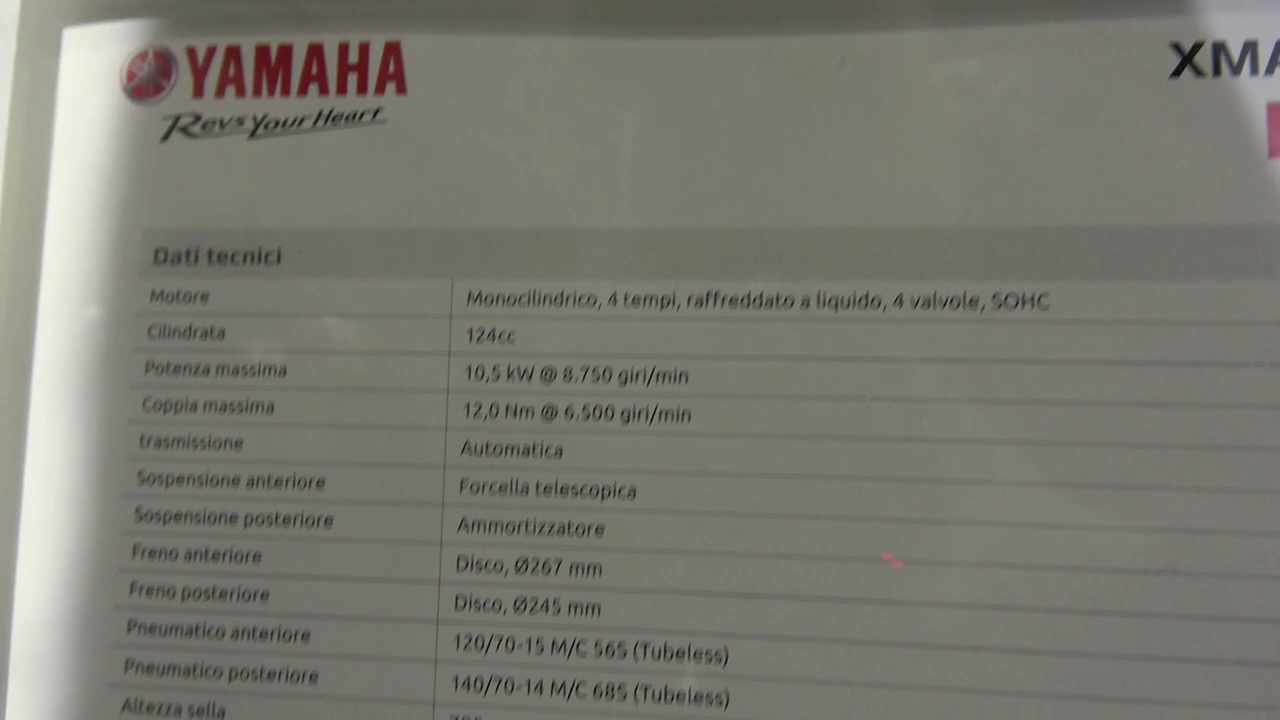 YAMAHA
XMA
Revs Your Heart
Dati tecnici
Motore Monocilindrico, 4 tempi, raffreddato a liquido, 4 valvole, SOHC
Cilindrata 124cc
Potenza massima 10,5 kW @ 8.750 giri/min
Coppia massima 12,0 Nm @ 6.500 giri/min
trasmissione Automatica
Sospensione anteriore Forcella telescopica
Sospensione posteriore Ammortizzatore
Freno anteriore Disco, Ø267 mm
Freno posteriore Disco, Ø245 mm
Pneumatico anteriore 120/70-15 M/C 56S (Tubeless)
Pneumatico posteriore 140/70-14 M/C 68S (Tubeless)
Altezza sella